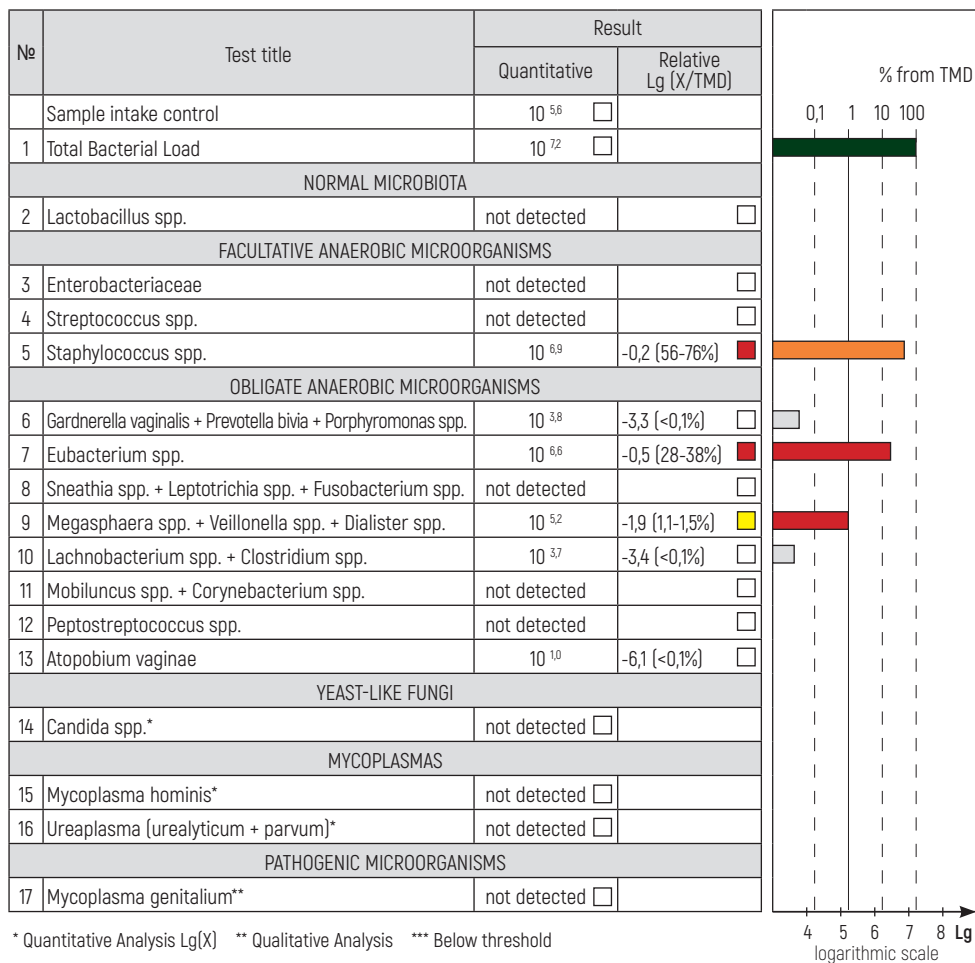 № Test title Result
Quantitative Relative Lg (X/TMD)
% from TMD
Sample intake control 10 5,6
0,1 1 10 100
1 Total Bacterial Load 10 7,2
NORMAL MICROBIOTA
2 Lactobacillus spp. not detected
FACULTATIVE ANAEROBIC MICROORGANISMS
3 Enterobacteriaceae not detected
4 Streptococcus spp. not detected
5 Staphylococcus spp. 10 6,9 -0,2 (56-76%)
OBLIGATE ANAEROBIC MICROORGANISMS
6 Gardnerella vaginalis + Prevotella bivia + Porphyromonas spp. 10 3,8 -3,3 (<0,1%)
7 Eubacterium spp. 10 6,6 -0,5 (28-38%)
8 Sneathia spp. + Leptotrichia spp. + Fusobacterium spp. not detected
9 Megasphaera spp. + Veillonella spp. + Dialister spp. 10 5,2 -1,9 (1,1-1,5%)
10 Lachnobacterium spp. + Clostridium spp. 10 3,7 -3,4 (<0,1%)
11 Mobiluncus spp. + Corynebacterium spp. not detected
12 Peptostreptococcus spp. not detected
13 Atopobium vaginae 10 1,0 -6,1 (<0,1%)
YEAST-LIKE FUNGI
14 Candida spp.* not detected
MYCOPLASMAS
15 Mycoplasma hominis* not detected
16 Ureaplasma (urealyticum + parvum)* not detected
PATHOGENIC MICROORGANISMS
17 Mycoplasma genitalium** not detected
4 5 6 7 8 Lg
logarithmic scale
* Quantitative Analysis Lg(X) ** Qualitative Analysis *** Below threshold